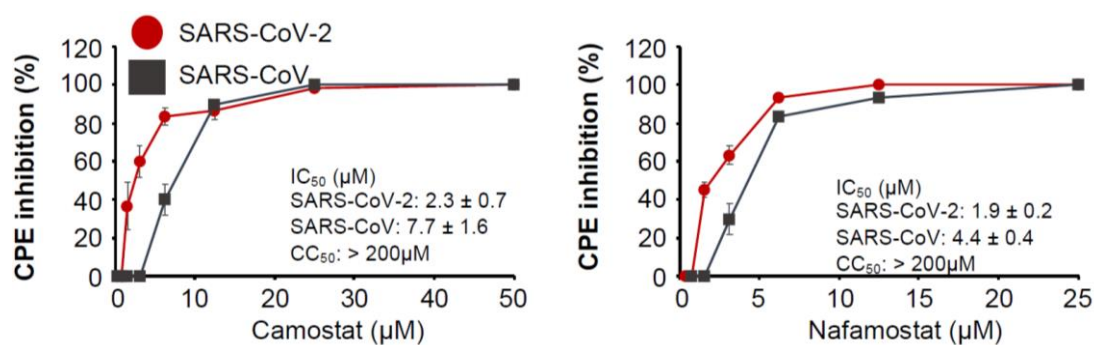 SARS-CoV-2
SARS-CoV
CPE inhibition (%)
120
100
80
60
40
20
0
IC₅₀ (μM)
SARS-CoV-2: 2.3 ± 0.7
SARS-CoV: 7.7 ± 1.6
CC₅₀: > 200μM
0 10 20 30 40 50
Camostat (μM)
CPE inhibition (%)
120
100
80
60
40
20
0
IC₅₀ (μM)
SARS-CoV-2: 1.9 ± 0.2
SARS-CoV: 4.4 ± 0.4
CC₅₀: > 200μM
0 5 10 15 20 25
Nafamostat (μM)